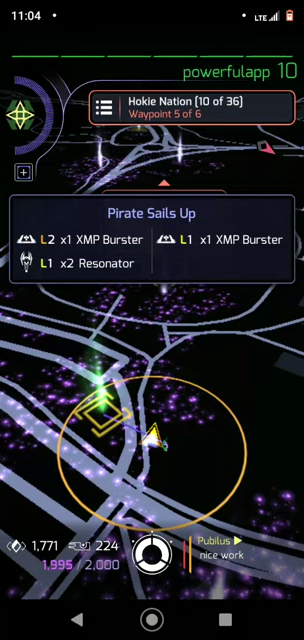 11:04
LTE
powerfulapp 10
Hokie Nation [10 of 36]
Waypoint 5 of 6
Pirate Sails Up
L2 x1 XMP Burster
L1 x1 XMP Burster
L1 x2 Resonator
1,771
224
Pubilus
nice work
1,995 / 2,000